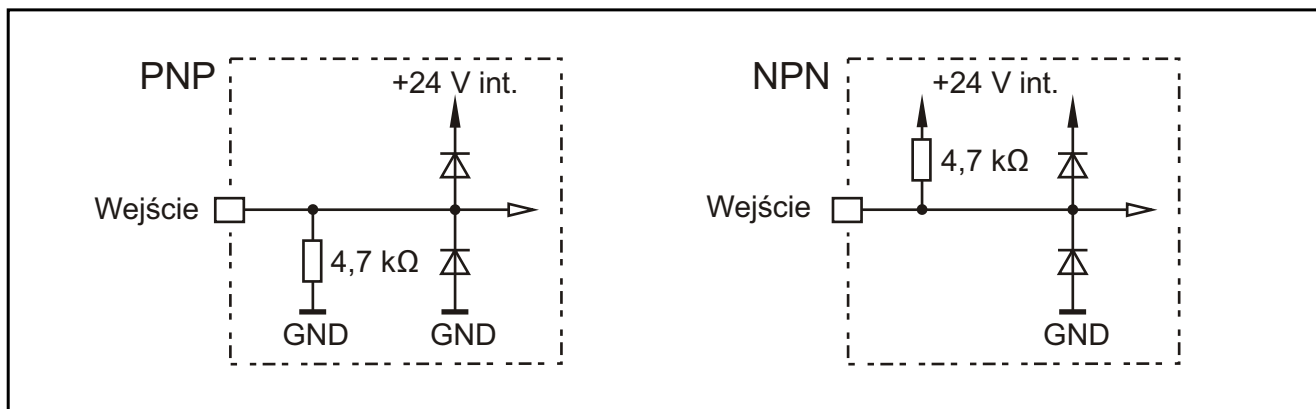 PNP
+24 V int.
Wejście
4,7 kΩ
GND
GND
NPN
+24 V int.
4,7 kΩ
Wejście
GND